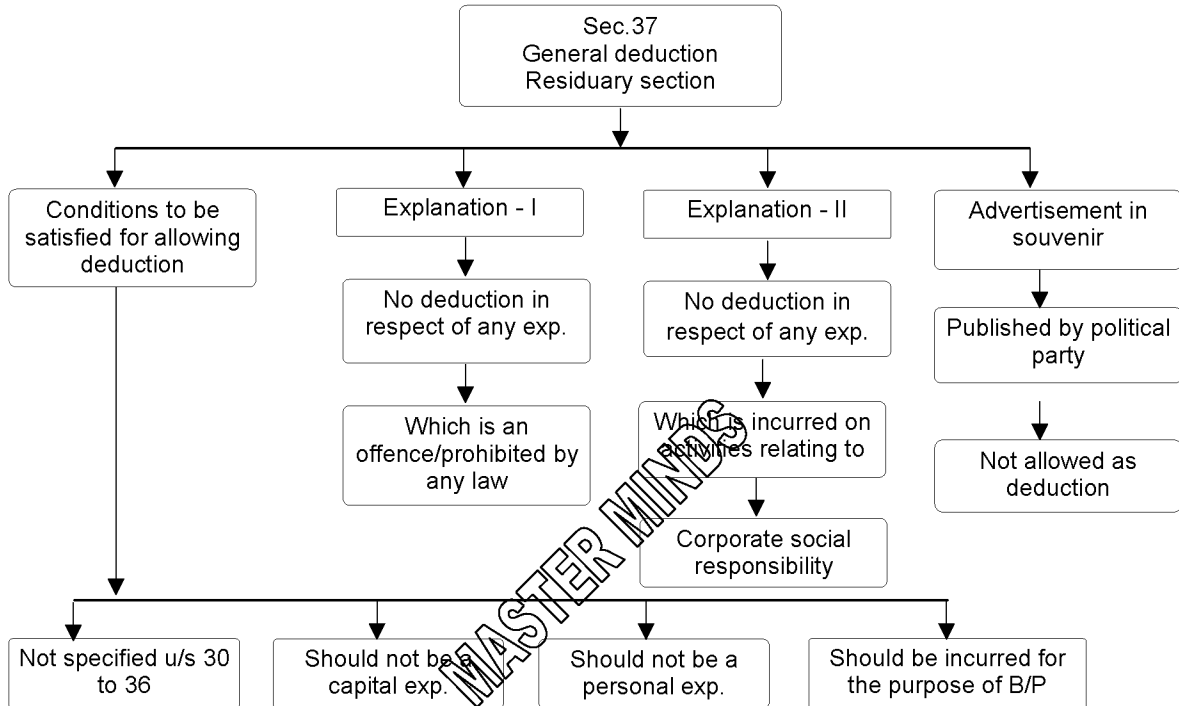 Sec.37
General deduction
Residuary section
Conditions to be
satisfied for allowing
deduction
Explanation - I
Explanation - II
Advertisement in
souvenir
No deduction in
respect of any exp.
No deduction in
respect of any exp.
Published by political
party
Which is an
offence/prohibited by
any law
Which is incurred on
activities relating to
Not allowed as
deduction
Corporate social
responsibility
MASTER MINDS
Not specified u/s 30
to 36
Should not be a
capital exp.
Should not be a
personal exp.
Should be incurred for
the purpose of B/P